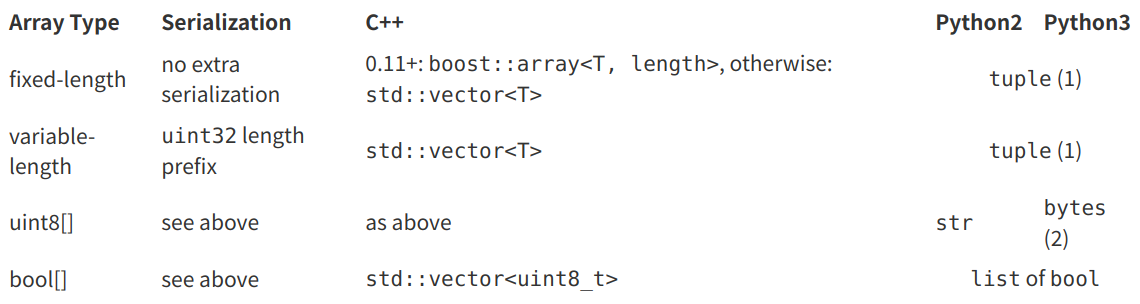 Array Type Serialization C++ Python2 Python3
fixed-length no extra serialization 0.11+: boost::array<T, length>, otherwise: std::vector<T> tuple (1)
variable-length uint32 length prefix std::vector<T> tuple (1)
uint8[] see above as above str bytes (2)
bool[] see above std::vector<uint8_t> list of bool